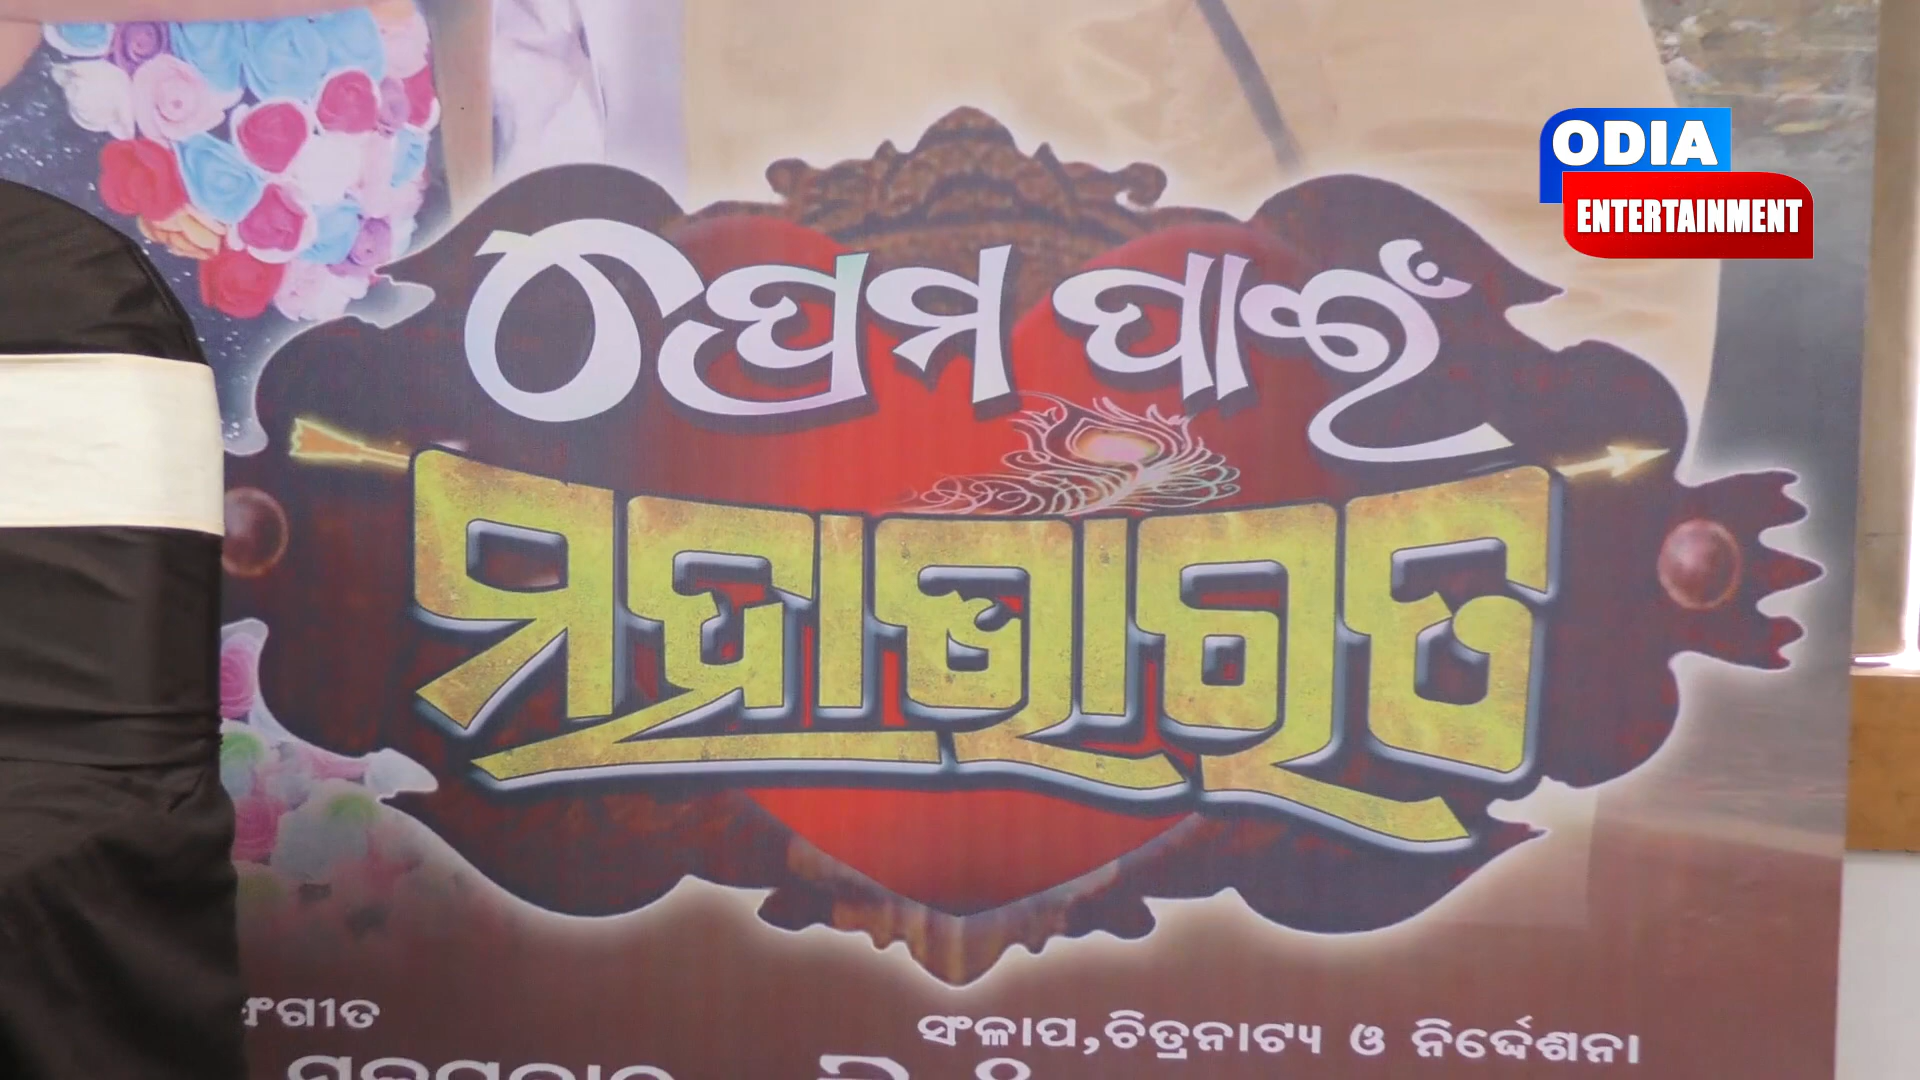 ODIA
ENTERTAINMENT
ପ୍ରେମ ପାଇଁ
ମହାଭାରତ
ସଂଗୀତ
ସଂଳାପ,ଚିତ୍ରନାଟ୍ୟ ଓ ନିର୍ଦ୍ଦେଶନା